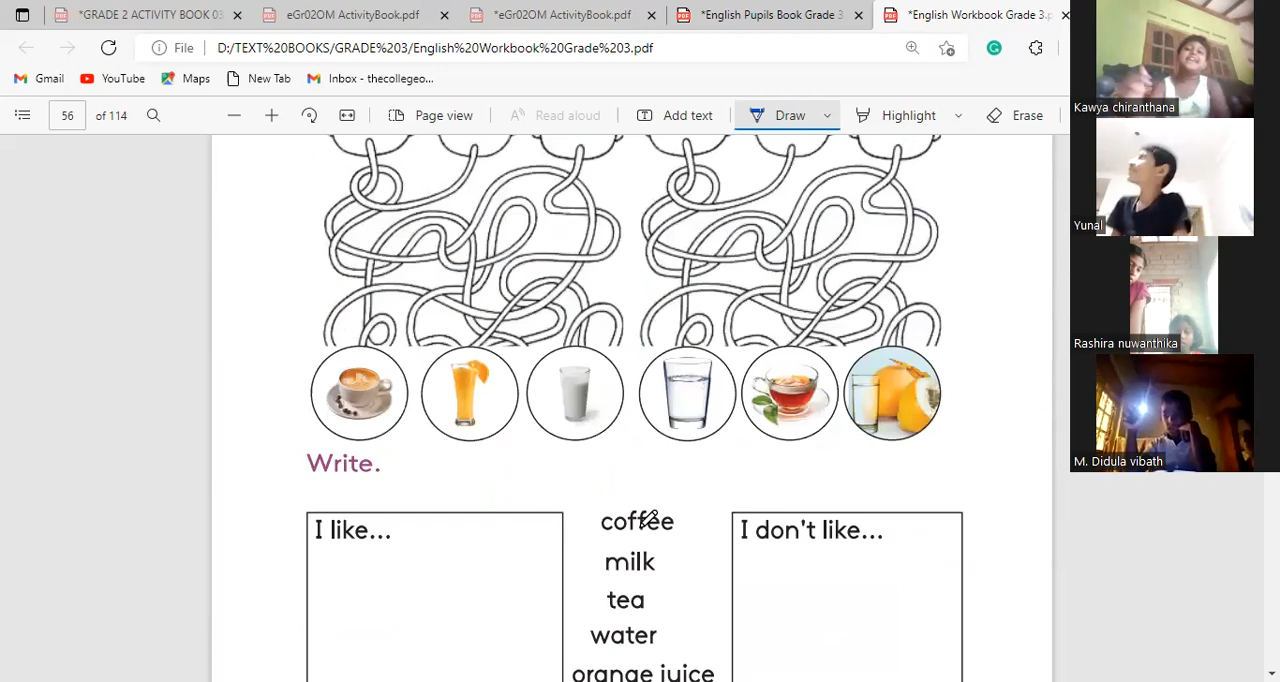 *GRADE 2 ACTIVITY BOOK 03
eGr02OM ActivityBook.pdf
*eGr02OM ActivityBook.pdf
*English Pupils Book Grade 3
*English Workbook Grade 3.p
File D:/TEXT%20BOOKS/GRADE%203/English%20Workbook%20Grade%203.pdf
Gmail YouTube Maps New Tab Inbox - thecollegeo...
56 of 114 Page view Read aloud Add text Draw Highlight Erase
Kawya chiranthana
Yunal
Rashira nuwanthika
M. Didula vibath
Write.
I like...
coffee
milk
tea
water
orange juice
I don't like...